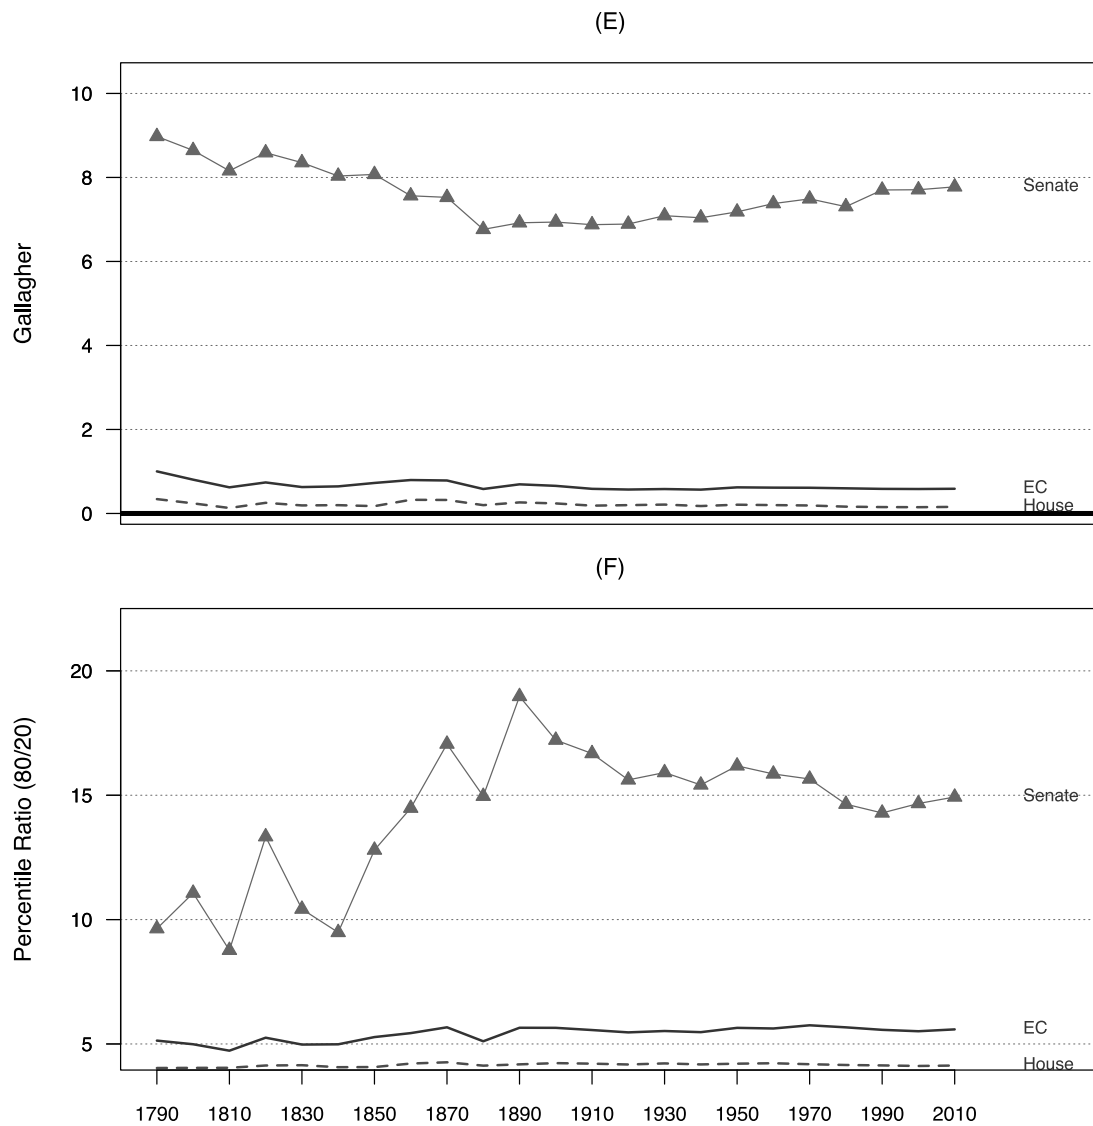 (E)
Gallagher
10
8
6
4
2
0
Senate
EC
House
(F)
Percentile Ratio (80/20)
20
15
10
5
Senate
EC
House
1790 1810 1830 1850 1870 1890 1910 1930 1950 1970 1990 2010